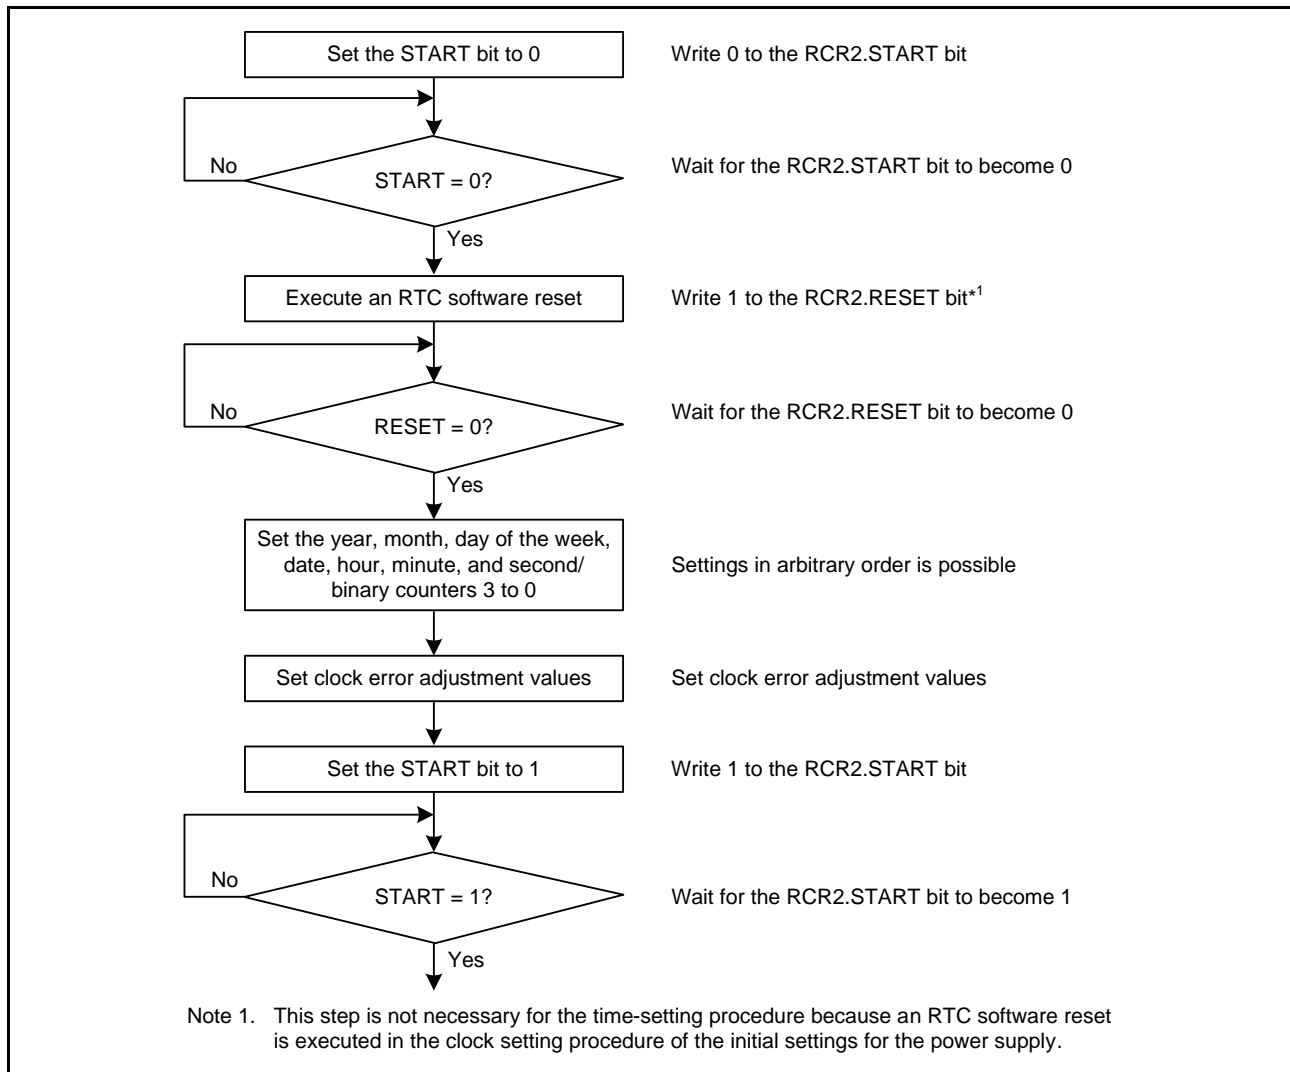 Set the START bit to 0
Write 0 to the RCR2.START bit
No
START = 0?
Wait for the RCR2.START bit to become 0
Yes
Execute an RTC software reset
Write 1 to the RCR2.RESET bit*1
No
RESET = 0?
Wait for the RCR2.RESET bit to become 0
Yes
Set the year, month, day of the week,
date, hour, minute, and second/
binary counters 3 to 0
Settings in arbitrary order is possible
Set clock error adjustment values
Set clock error adjustment values
Set the START bit to 1
Write 1 to the RCR2.START bit
No
START = 1?
Wait for the RCR2.START bit to become 1
Yes
Note 1. This step is not necessary for the time-setting procedure because an RTC software reset
is executed in the clock setting procedure of the initial settings for the power supply.